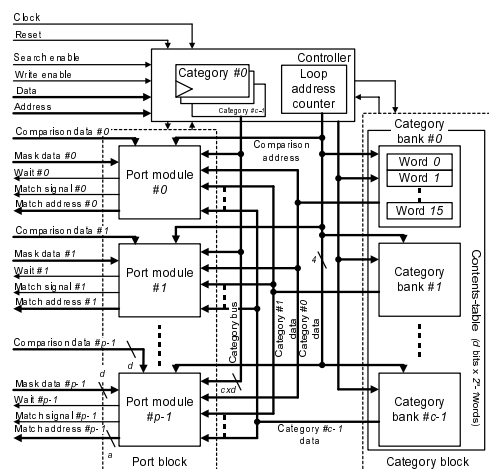 Clock
Reset
Search enable
Write enable
Data
Address
Controller
Category #0
Category #c-1
Loop
address
counter
Comparison data #0
Mask data #0
Wait #0
Match signal #0
Match address #0
Port module
#0
Comparison
address
Category
bank #0
Word 0
Word 1
Word 15
Comparison data #1
Mask data #1
Wait #1
Match signal #1
Match address #1
Port module
#1
4
Category bus
Category #1
data
Category #0
data
Category
bank #1
Contents-table
Comparison data #p-1
d
Mask data #p-1
d
Wait #p-1
Match signal #p-1
Match address #p-1
a
Port module
#p-1
cxd
Category #c-1
data
Category
bank #c-1
Port block
Category block